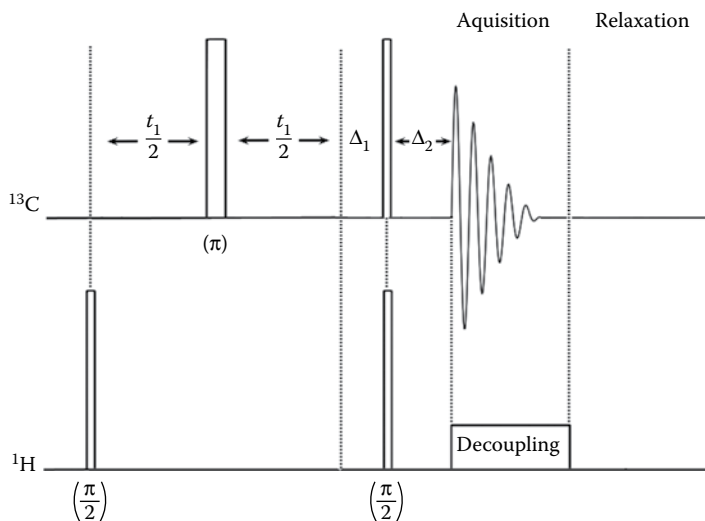 Aquisition Relaxation
t₁/2 t₁/2 Δ₁ Δ₂
¹³C
(π)
Decoupling
¹H
(π/2) (π/2)